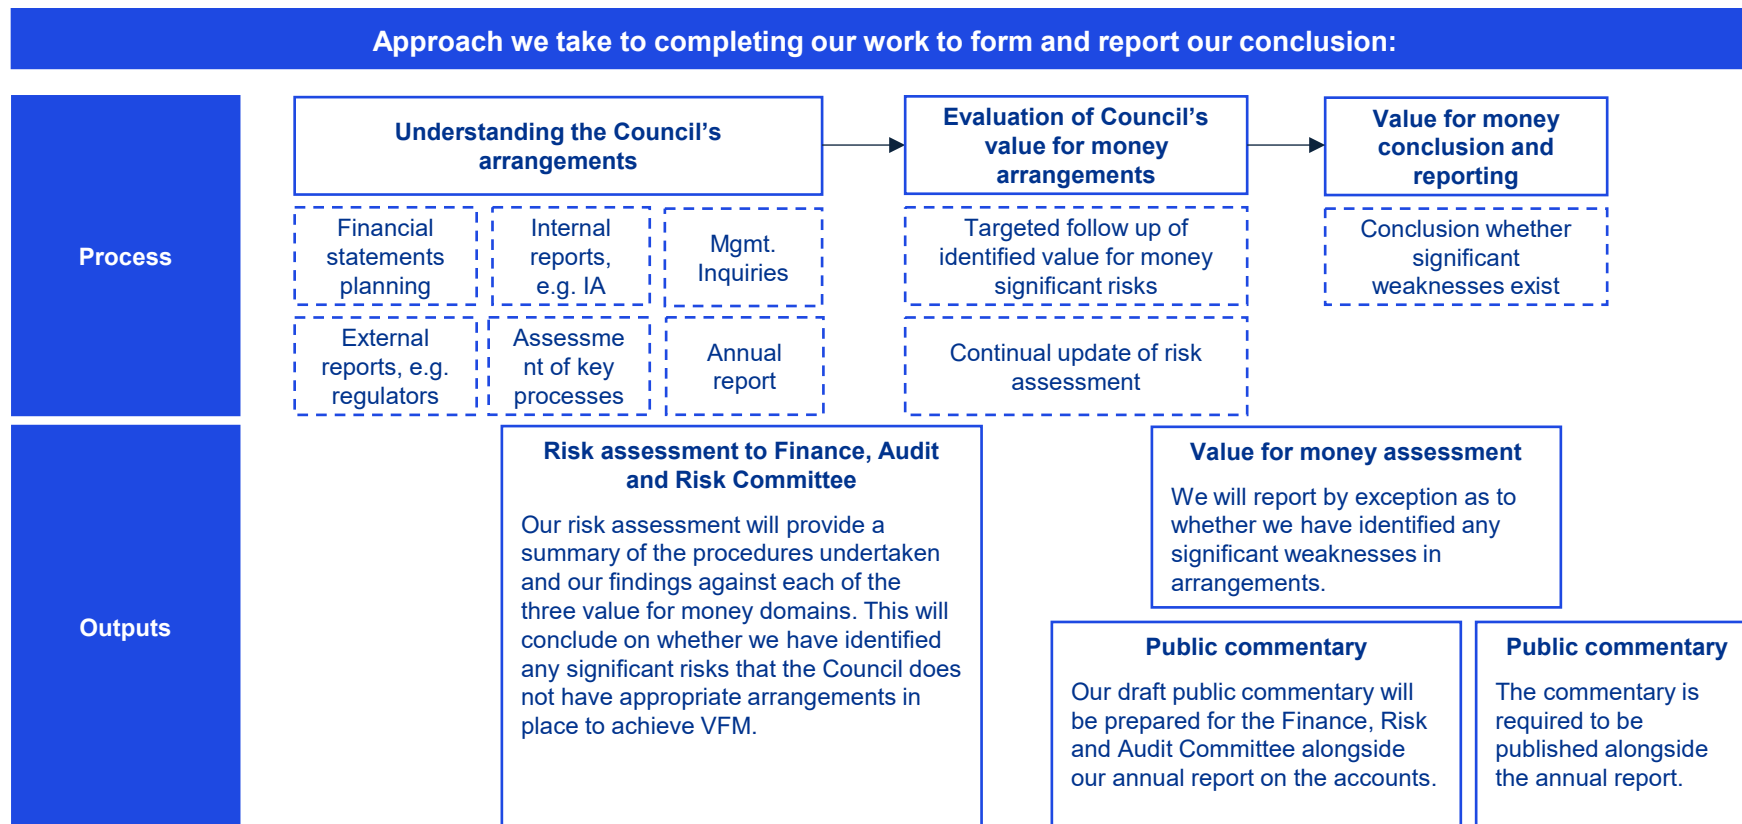 Approach we take to completing our work to form and report our conclusion:
Process
Understanding the Council’s
arrangements
Evaluation of Council’s
value for money
arrangements
Value for money
conclusion and
reporting
Financial
statements
planning
Internal
reports,
e.g. IA
Mgmt.
Inquiries
Targeted follow up of
identified value for money
significant risks
Conclusion whether
significant
weaknesses exist
External
reports, e.g.
regulators
Assessme
nt of key
processes
Annual
report
Continual update of risk
assessment
Outputs
Risk assessment to Finance, Audit
and Risk Committee
Our risk assessment will provide a
summary of the procedures undertaken
and our findings against each of the
three value for money domains. This will
conclude on whether we have identified
any significant risks that the Council does
not have appropriate arrangements in
place to achieve VFM.
Value for money assessment
We will report by exception as to
whether we have identified any
significant weaknesses in
arrangements.
Public commentary
Our draft public commentary will
be prepared for the Finance, Risk
and Audit Committee alongside
our annual report on the accounts.
Public commentary
The commentary is
required to be
published alongside
the annual report.